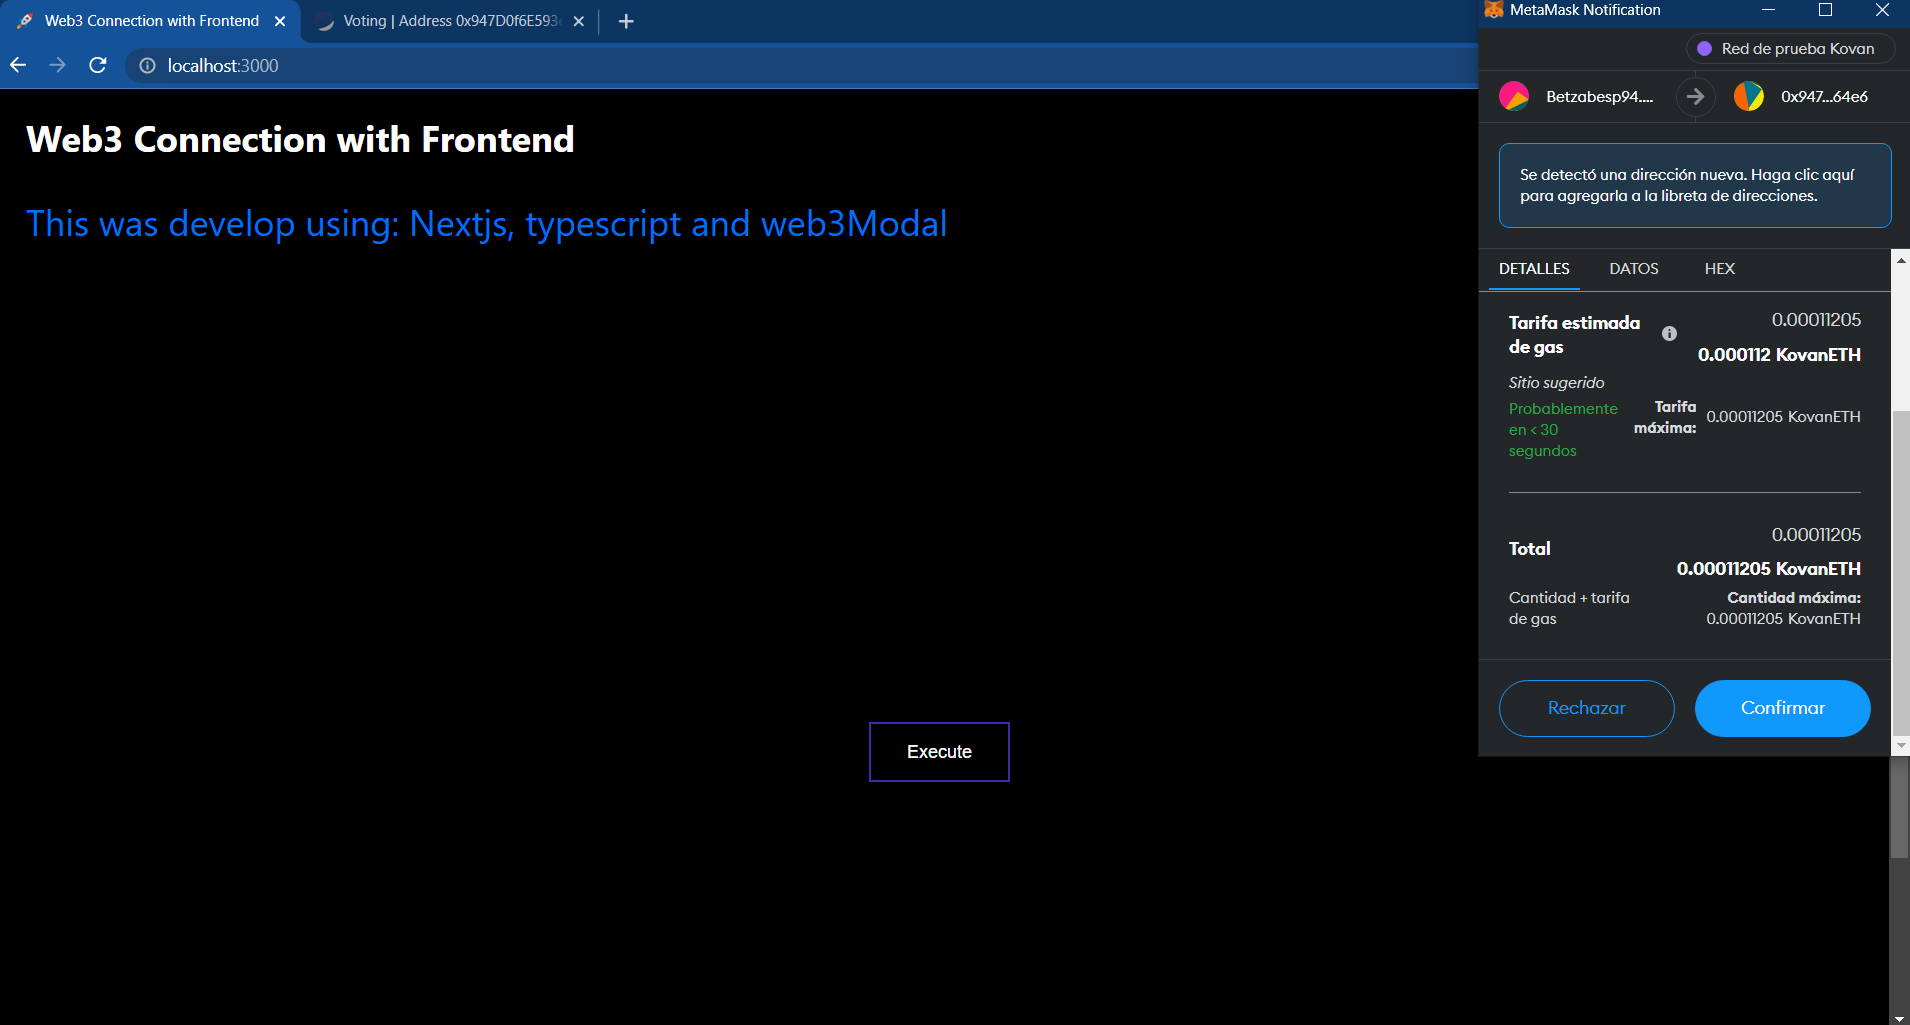 Web3 Connection with Frontend
Voting | Address 0x947D0f6E593
localhost:3000
Web3 Connection with Frontend
This was develop using: Nextjs, typescript and web3Modal
Execute
MetaMask Notification
Red de prueba Kovan
Betzabesp94....
0x947...64e6
Se detectó una dirección nueva. Haga clic aquí
para agregarla a la libreta de direcciones.
DETALLES DATOS HEX
Tarifa estimada
de gas
0.00011205
0.000112 KovanETH
Sitio sugerido
Probablemente
en < 30
segundos
Tarifa
máxima:
0.00011205 KovanETH
Total
0.00011205
0.00011205 KovanETH
Cantidad + tarifa
de gas
Cantidad máxima:
0.00011205 KovanETH
Rechazar
Confirmar